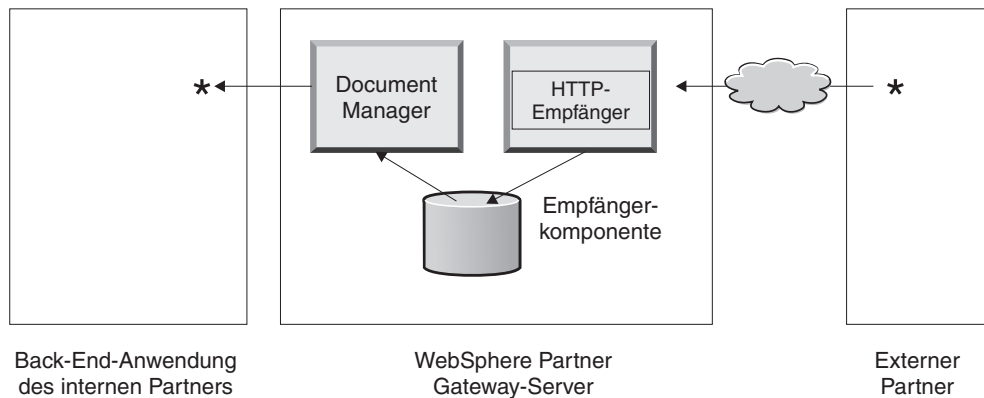 *
Document
Manager
HTTP-
Empfänger
*
Empfänger-
komponente
Back-End-Anwendung
des internen Partners
WebSphere Partner
Gateway-Server
Externer
Partner